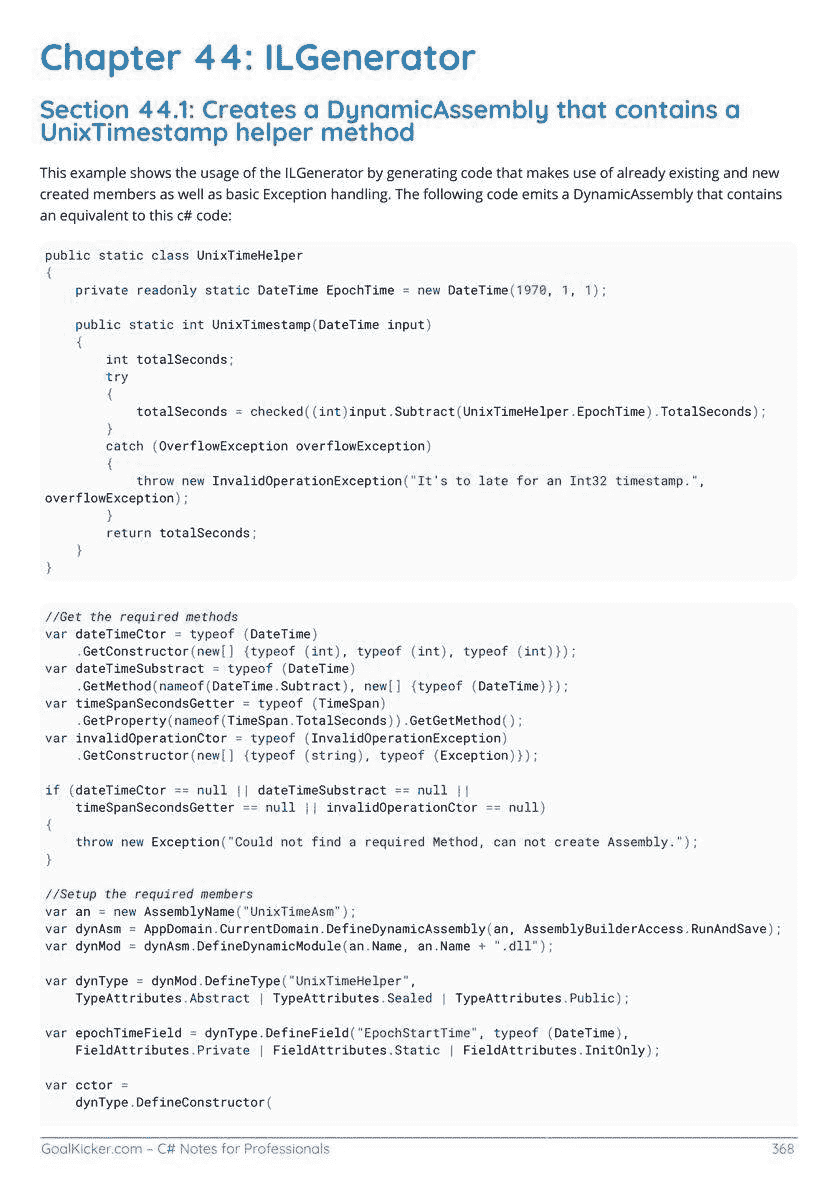 Chapter 44: ILGenerator
Section 44.1: Creates a DynamicAssembly that contains a
UnixTimestamp helper method
This example shows the usage of the ILGenerator by generating code that makes use of already existing and new
created members as well as basic Exception handling. The following code emits a DynamicAssembly that contains
an equivalent to this c# code:
public static class UnixTimeHelper
{
    private readonly static DateTime EpochTime = new DateTime(1970, 1, 1);

    public static int UnixTimestamp(DateTime input)
    {
        int totalSeconds;
        try
        {
            totalSeconds = checked((int)input.Subtract(UnixTimeHelper.EpochTime).TotalSeconds);
        }
        catch (OverflowException overflowException)
        {
            throw new InvalidOperationException("It's to late for an Int32 timestamp.",
overflowException);
        }
        return totalSeconds;
    }
}
//Get the required methods
var dateTimeCtor = typeof (DateTime)
    .GetConstructor(new[] {typeof (int), typeof (int), typeof (int)});
var dateTimeSubstract = typeof (DateTime)
    .GetMethod(nameof(DateTime.Subtract), new[] {typeof (DateTime)});
var timeSpanSecondsGetter = typeof (TimeSpan)
    .GetProperty(nameof(TimeSpan.TotalSeconds)).GetGetMethod();
var invalidOperationCtor = typeof (InvalidOperationException)
    .GetConstructor(new[] {typeof (string), typeof (Exception)});

if (dateTimeCtor == null || dateTimeSubstract == null ||
    timeSpanSecondsGetter == null || invalidOperationCtor == null)
{
    throw new Exception("Could not find a required Method, can not create Assembly.");
}

//Setup the required members
var an = new AssemblyName("UnixTimeAsm");
var dynAsm = AppDomain.CurrentDomain.DefineDynamicAssembly(an, AssemblyBuilderAccess.RunAndSave);
var dynMod = dynAsm.DefineDynamicModule(an.Name, an.Name + ".dll");

var dynType = dynMod.DefineType("UnixTimeHelper",
    TypeAttributes.Abstract | TypeAttributes.Sealed | TypeAttributes.Public);

var epochTimeField = dynType.DefineField("EpochStartTime", typeof (DateTime),
    FieldAttributes.Private | FieldAttributes.Static | FieldAttributes.InitOnly);

var cctor =
    dynType.DefineConstructor(
GoalKicker.com – C# Notes for Professionals
368